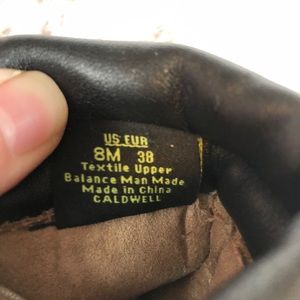 US EUR
8M 38
Textile Upper
Balance Man Made
Made in China
CALDWELL